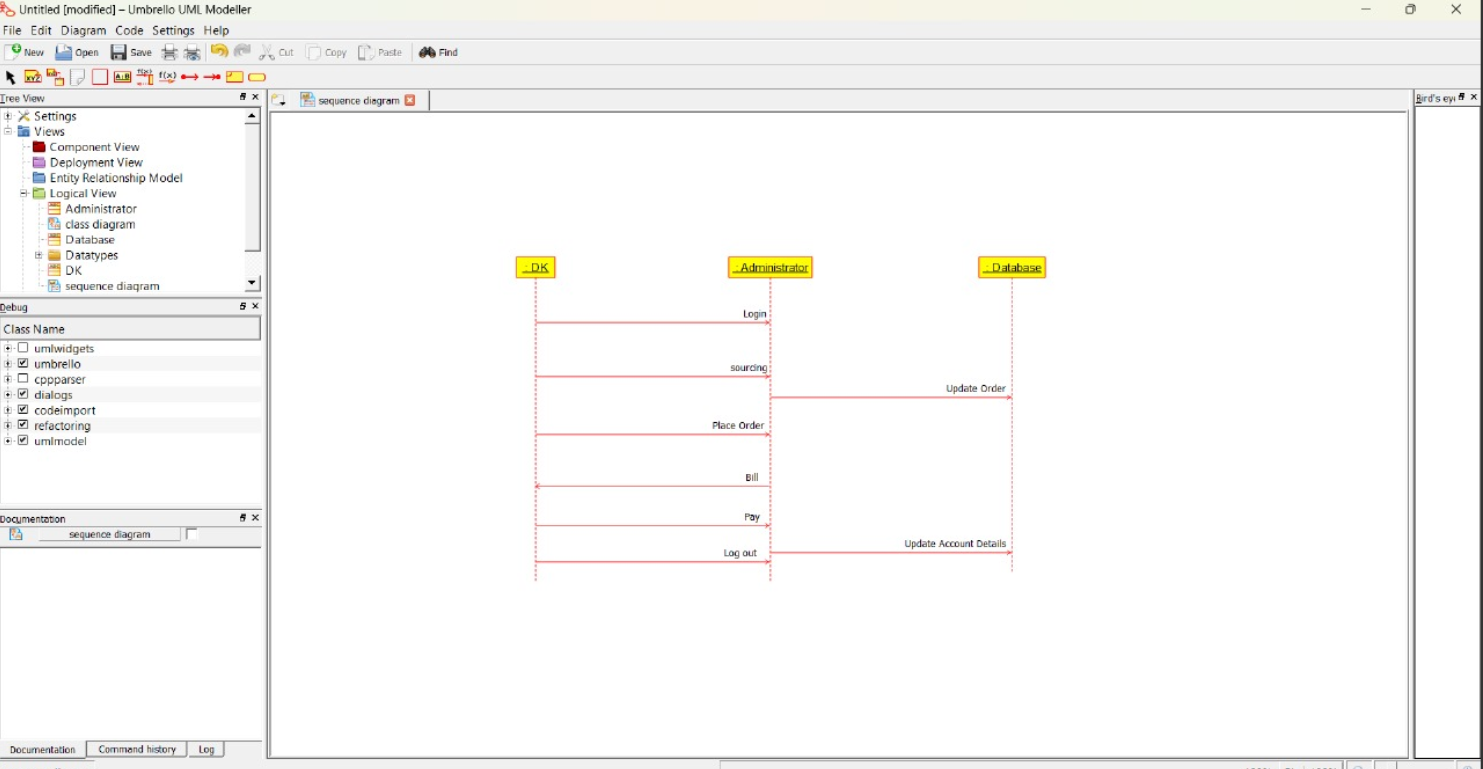 Untitled [modified] – Umbrello UML Modeller
File Edit Diagram Code Settings Help
New Open Save Cut Copy Paste Find
Tree View
sequence diagram
Bird's eye
Settings
Views
Component View
Deployment View
Entity Relationship Model
Logical View
Administrator
class diagram
Database
Datatypes
DK
sequence diagram
Debug
Class Name
umlwidgets
umbrello
cppparser
dialogs
codeimport
refactoring
umlmodel
Documentation
sequence diagram
Documentation Command history Log
: DK
: Administrator
: Database
Login
sourcing
Update Order
Place Order
Bill
Pay
Update Account Details
Log out